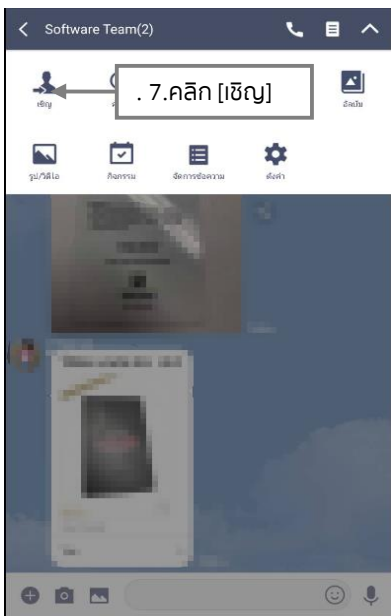 Software Team(2)
. 7.คลิก [เชิญ]
เชิญ
อัลบั้ม
รูป/วิดีโอ
กิจกรรม
จัดการข้อความ
ตั้งค่า